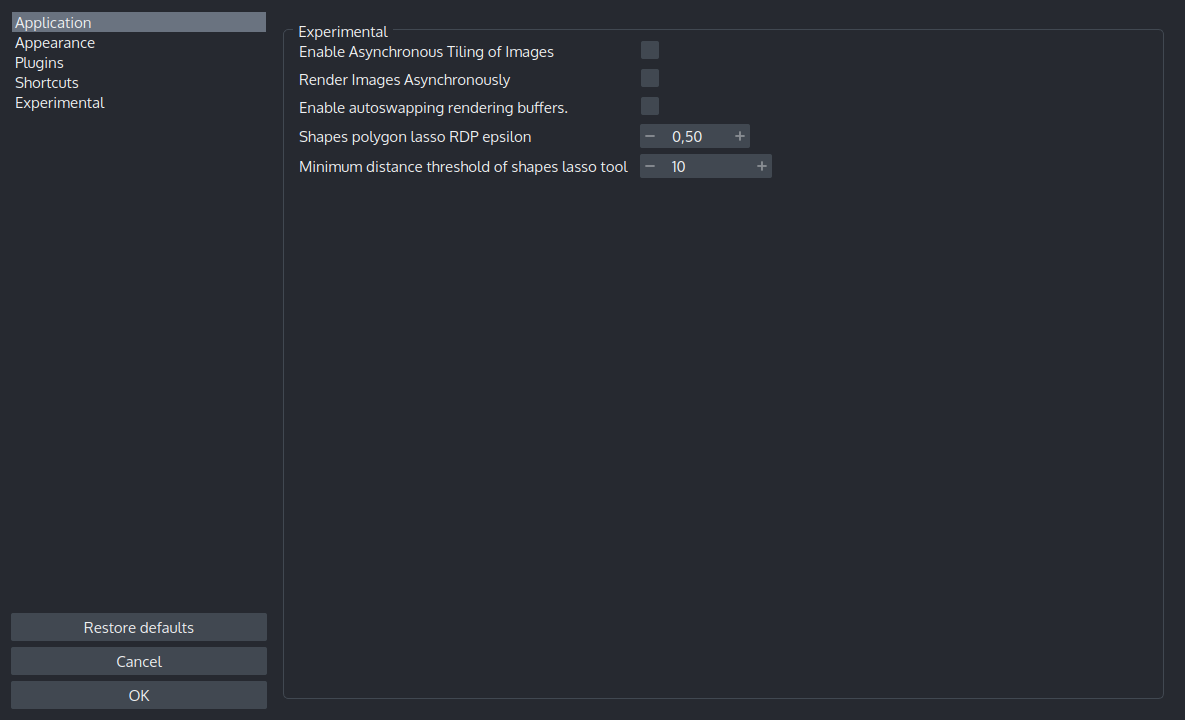 Application
Appearance
Plugins
Shortcuts
Experimental
Restore defaults
Cancel
OK
Experimental
Enable Asynchronous Tiling of Images
Render Images Asynchronously
Enable autoswapping rendering buffers.
Shapes polygon lasso RDP epsilon − 0,50 +
Minimum distance threshold of shapes lasso tool − 10 +